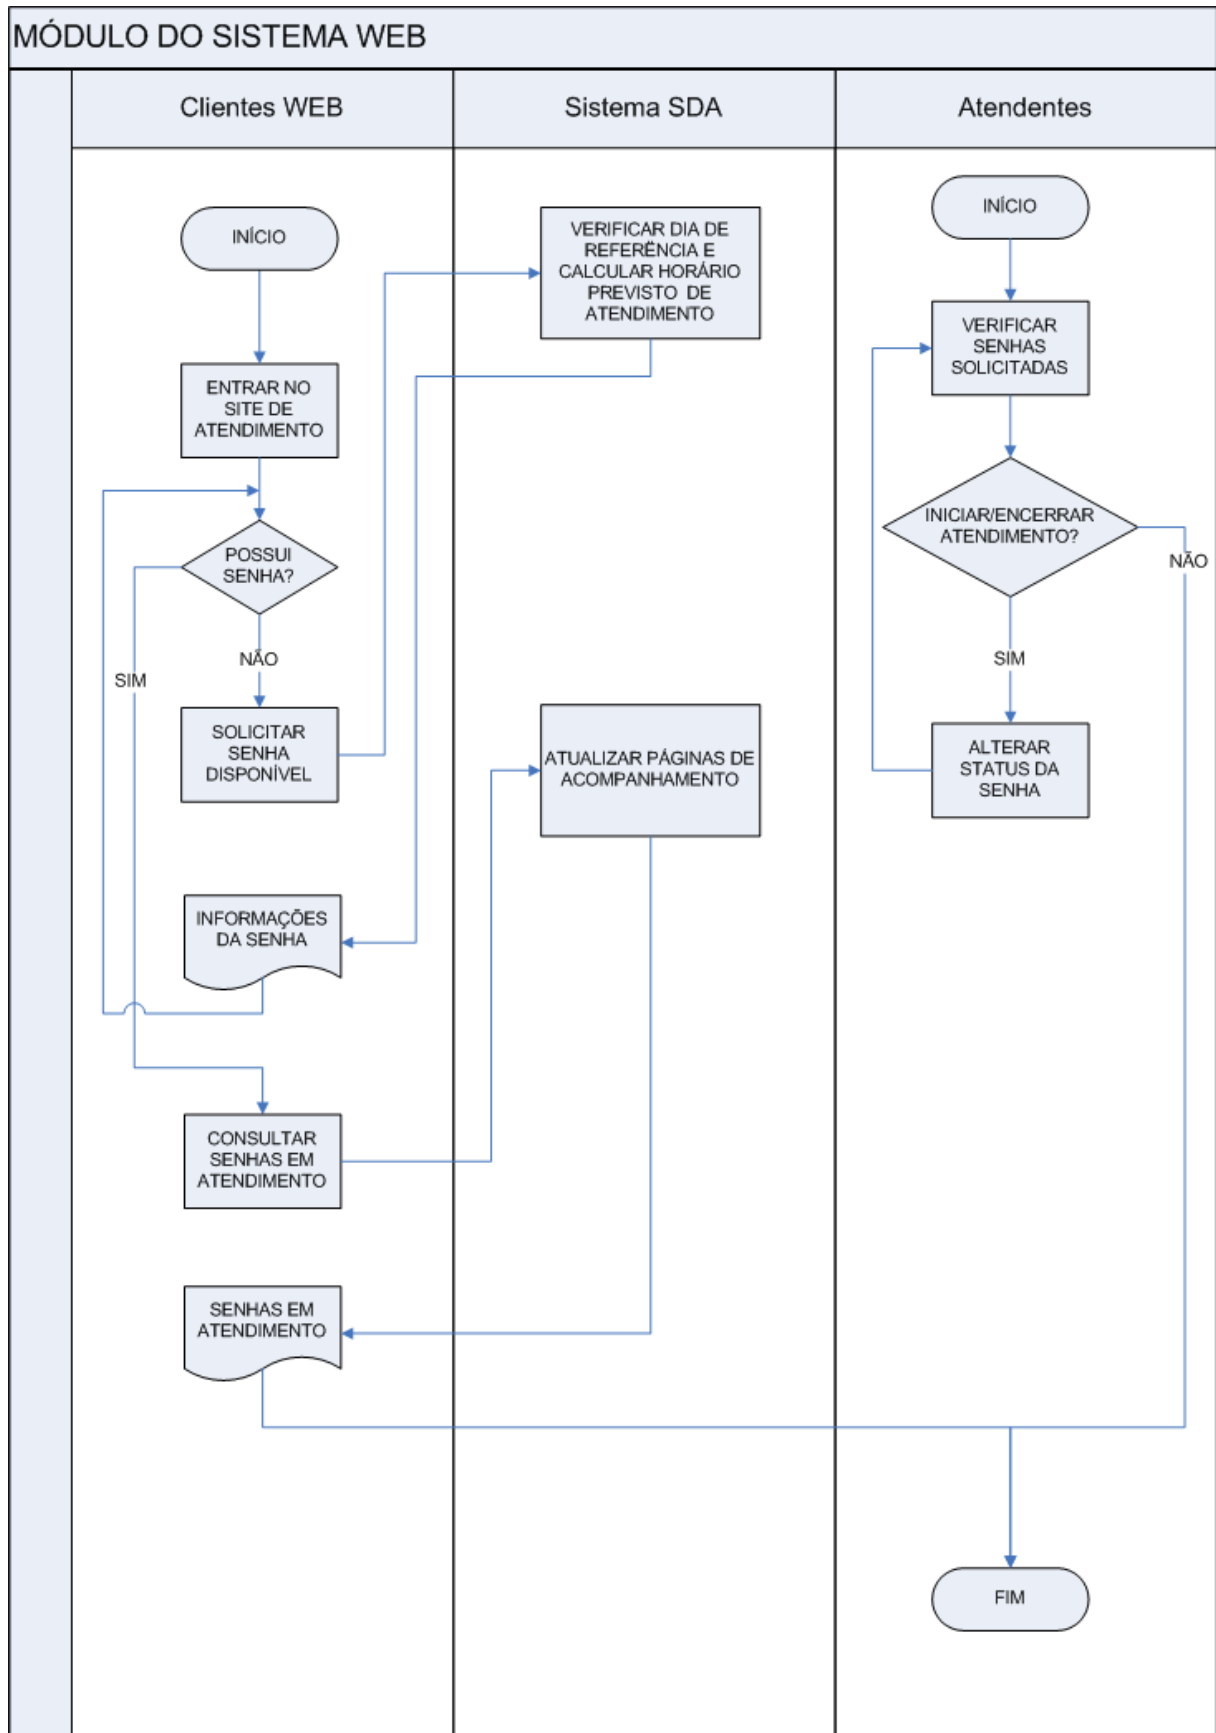 MÓDULO DO SISTEMA WEB
Clientes WEB
Sistema SDA
Atendentes
INÍCIO
ENTRAR NO
SITE DE
ATENDIMENTO
POSSUI
SENHA?
NÃO
SIM
SOLICITAR
SENHA
DISPONÍVEL
INFORMAÇÕES
DA SENHA
CONSULTAR
SENHAS EM
ATENDIMENTO
SENHAS EM
ATENDIMENTO
VERIFICAR DIA DE
REFERÊNCIA E
CALCULAR HORÁRIO
PREVISTO DE
ATENDIMENTO
ATUALIZAR PÁGINAS DE
ACOMPANHAMENTO
INÍCIO
VERIFICAR
SENHAS
SOLICITADAS
INICIAR/ENCERRAR
ATENDIMENTO?
NÃO
SIM
ALTERAR
STATUS DA
SENHA
FIM